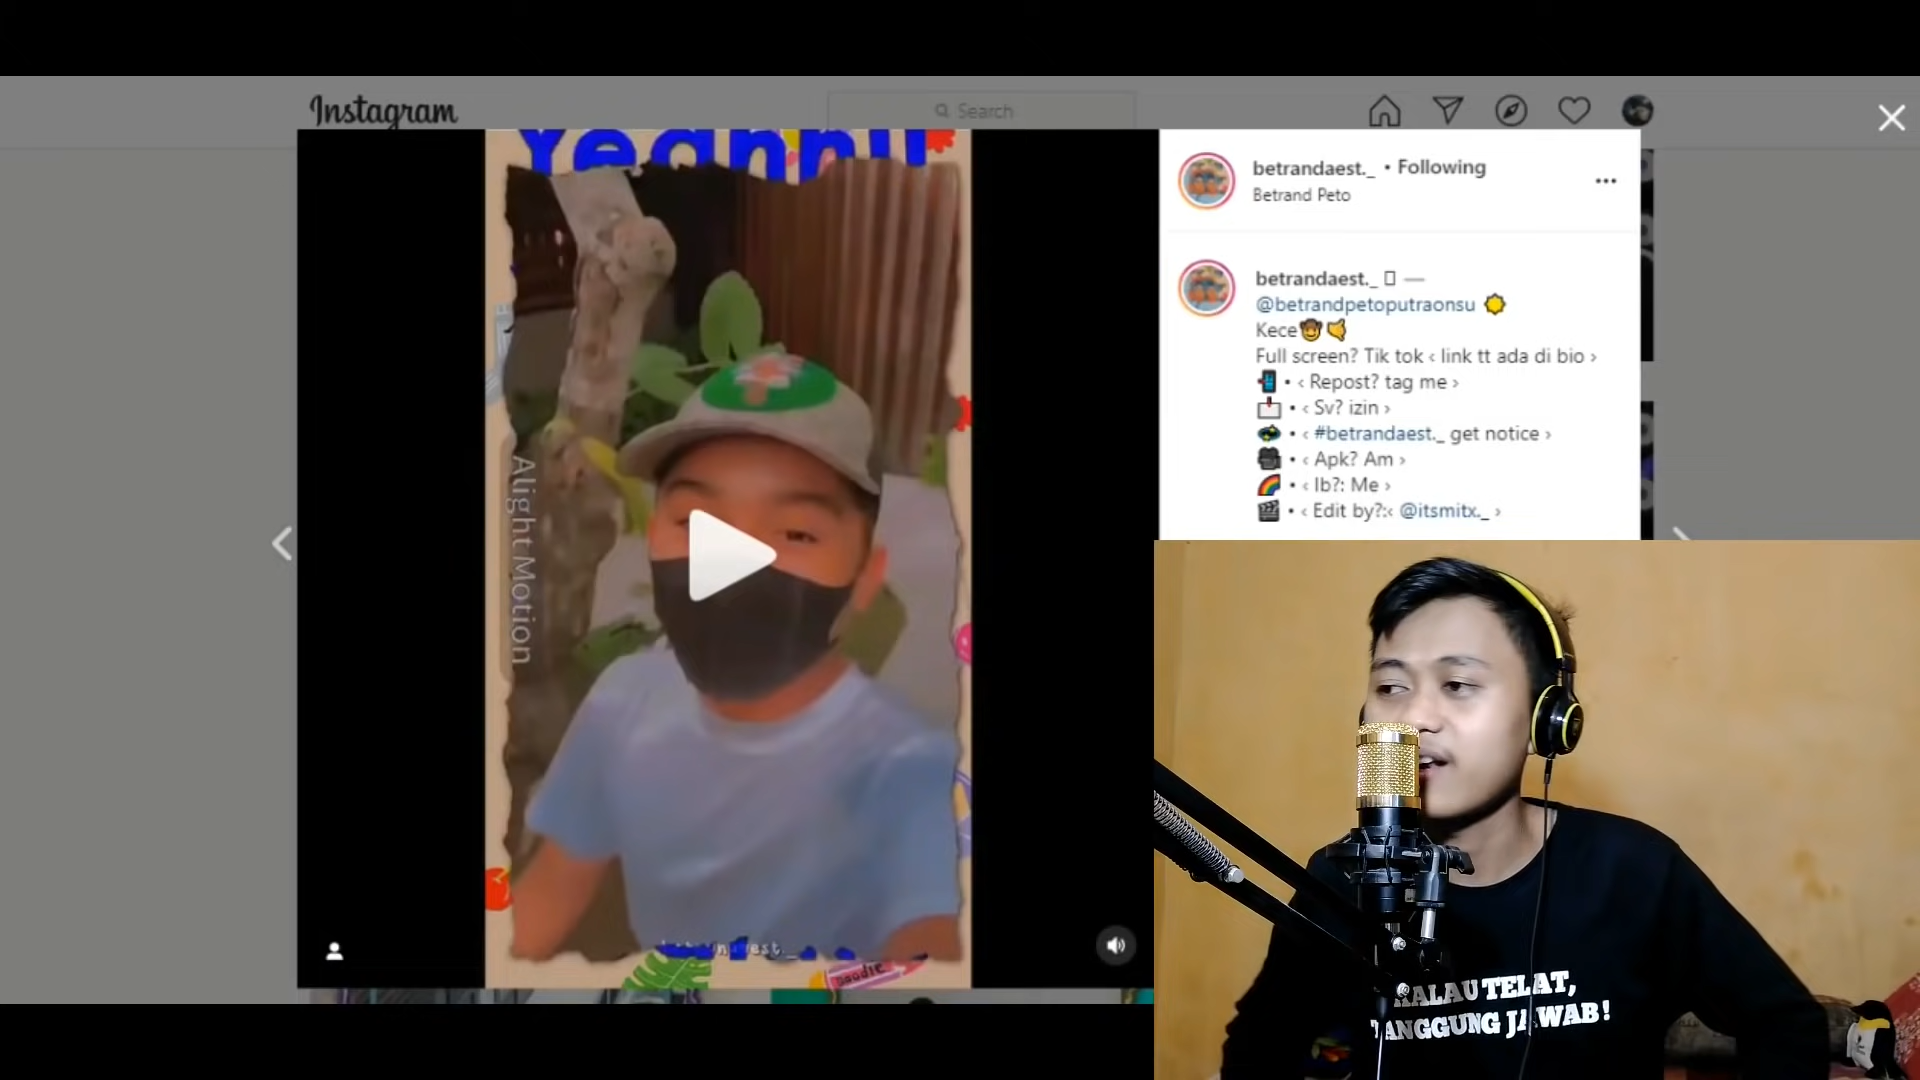 Instagram
Search
Yeannii
betrandaest._ • Following
Betrand Peto
betrandaest._ —
@betrandpetoputraonsu
Kece
Full screen? Tik tok ‹ link tt ada di bio ›
• ‹ Repost? tag me ›
• ‹ Sv? izin ›
• ‹ #betrandaest._ get notice ›
• ‹ Apk? Am ›
• ‹ Ib?: Me ›
• ‹ Edit by?:‹ @itsmitx._ ›
Alight Motion
Doodle
KALAU TELAT,
TANGGUNG JAWAB!